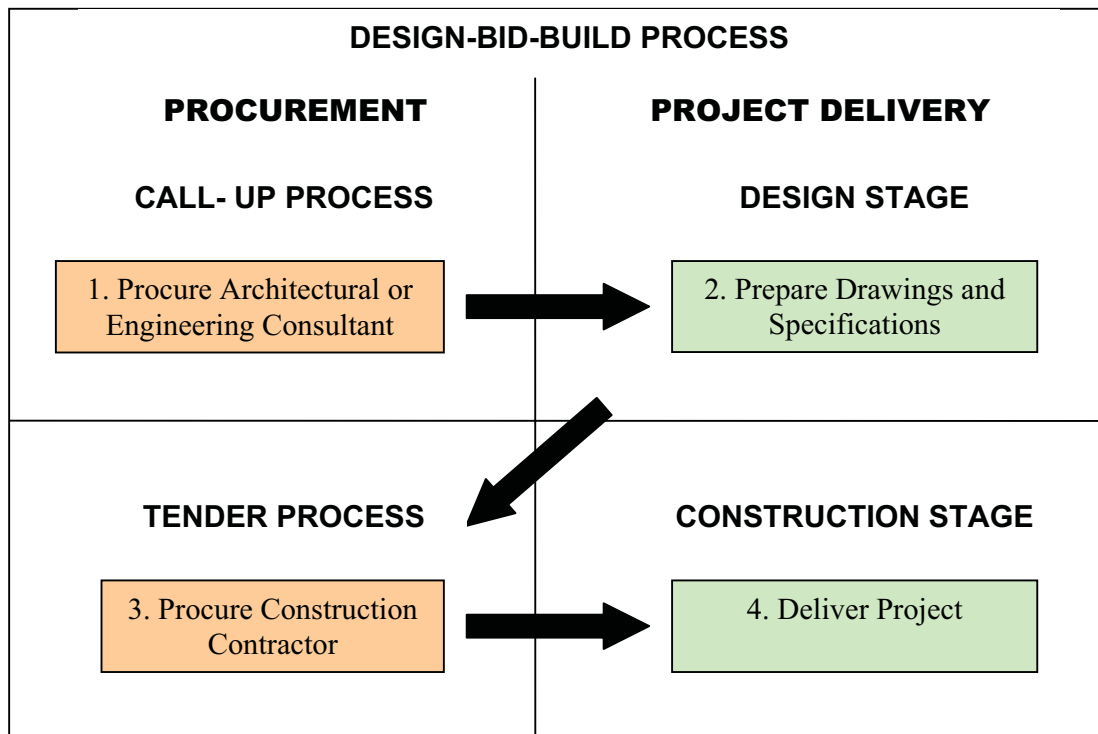 DESIGN-BID-BUILD PROCESS
PROCUREMENT
PROJECT DELIVERY
CALL- UP PROCESS
DESIGN STAGE
1. Procure Architectural or
Engineering Consultant
2. Prepare Drawings and
Specifications
TENDER PROCESS
CONSTRUCTION STAGE
3. Procure Construction
Contractor
4. Deliver Project